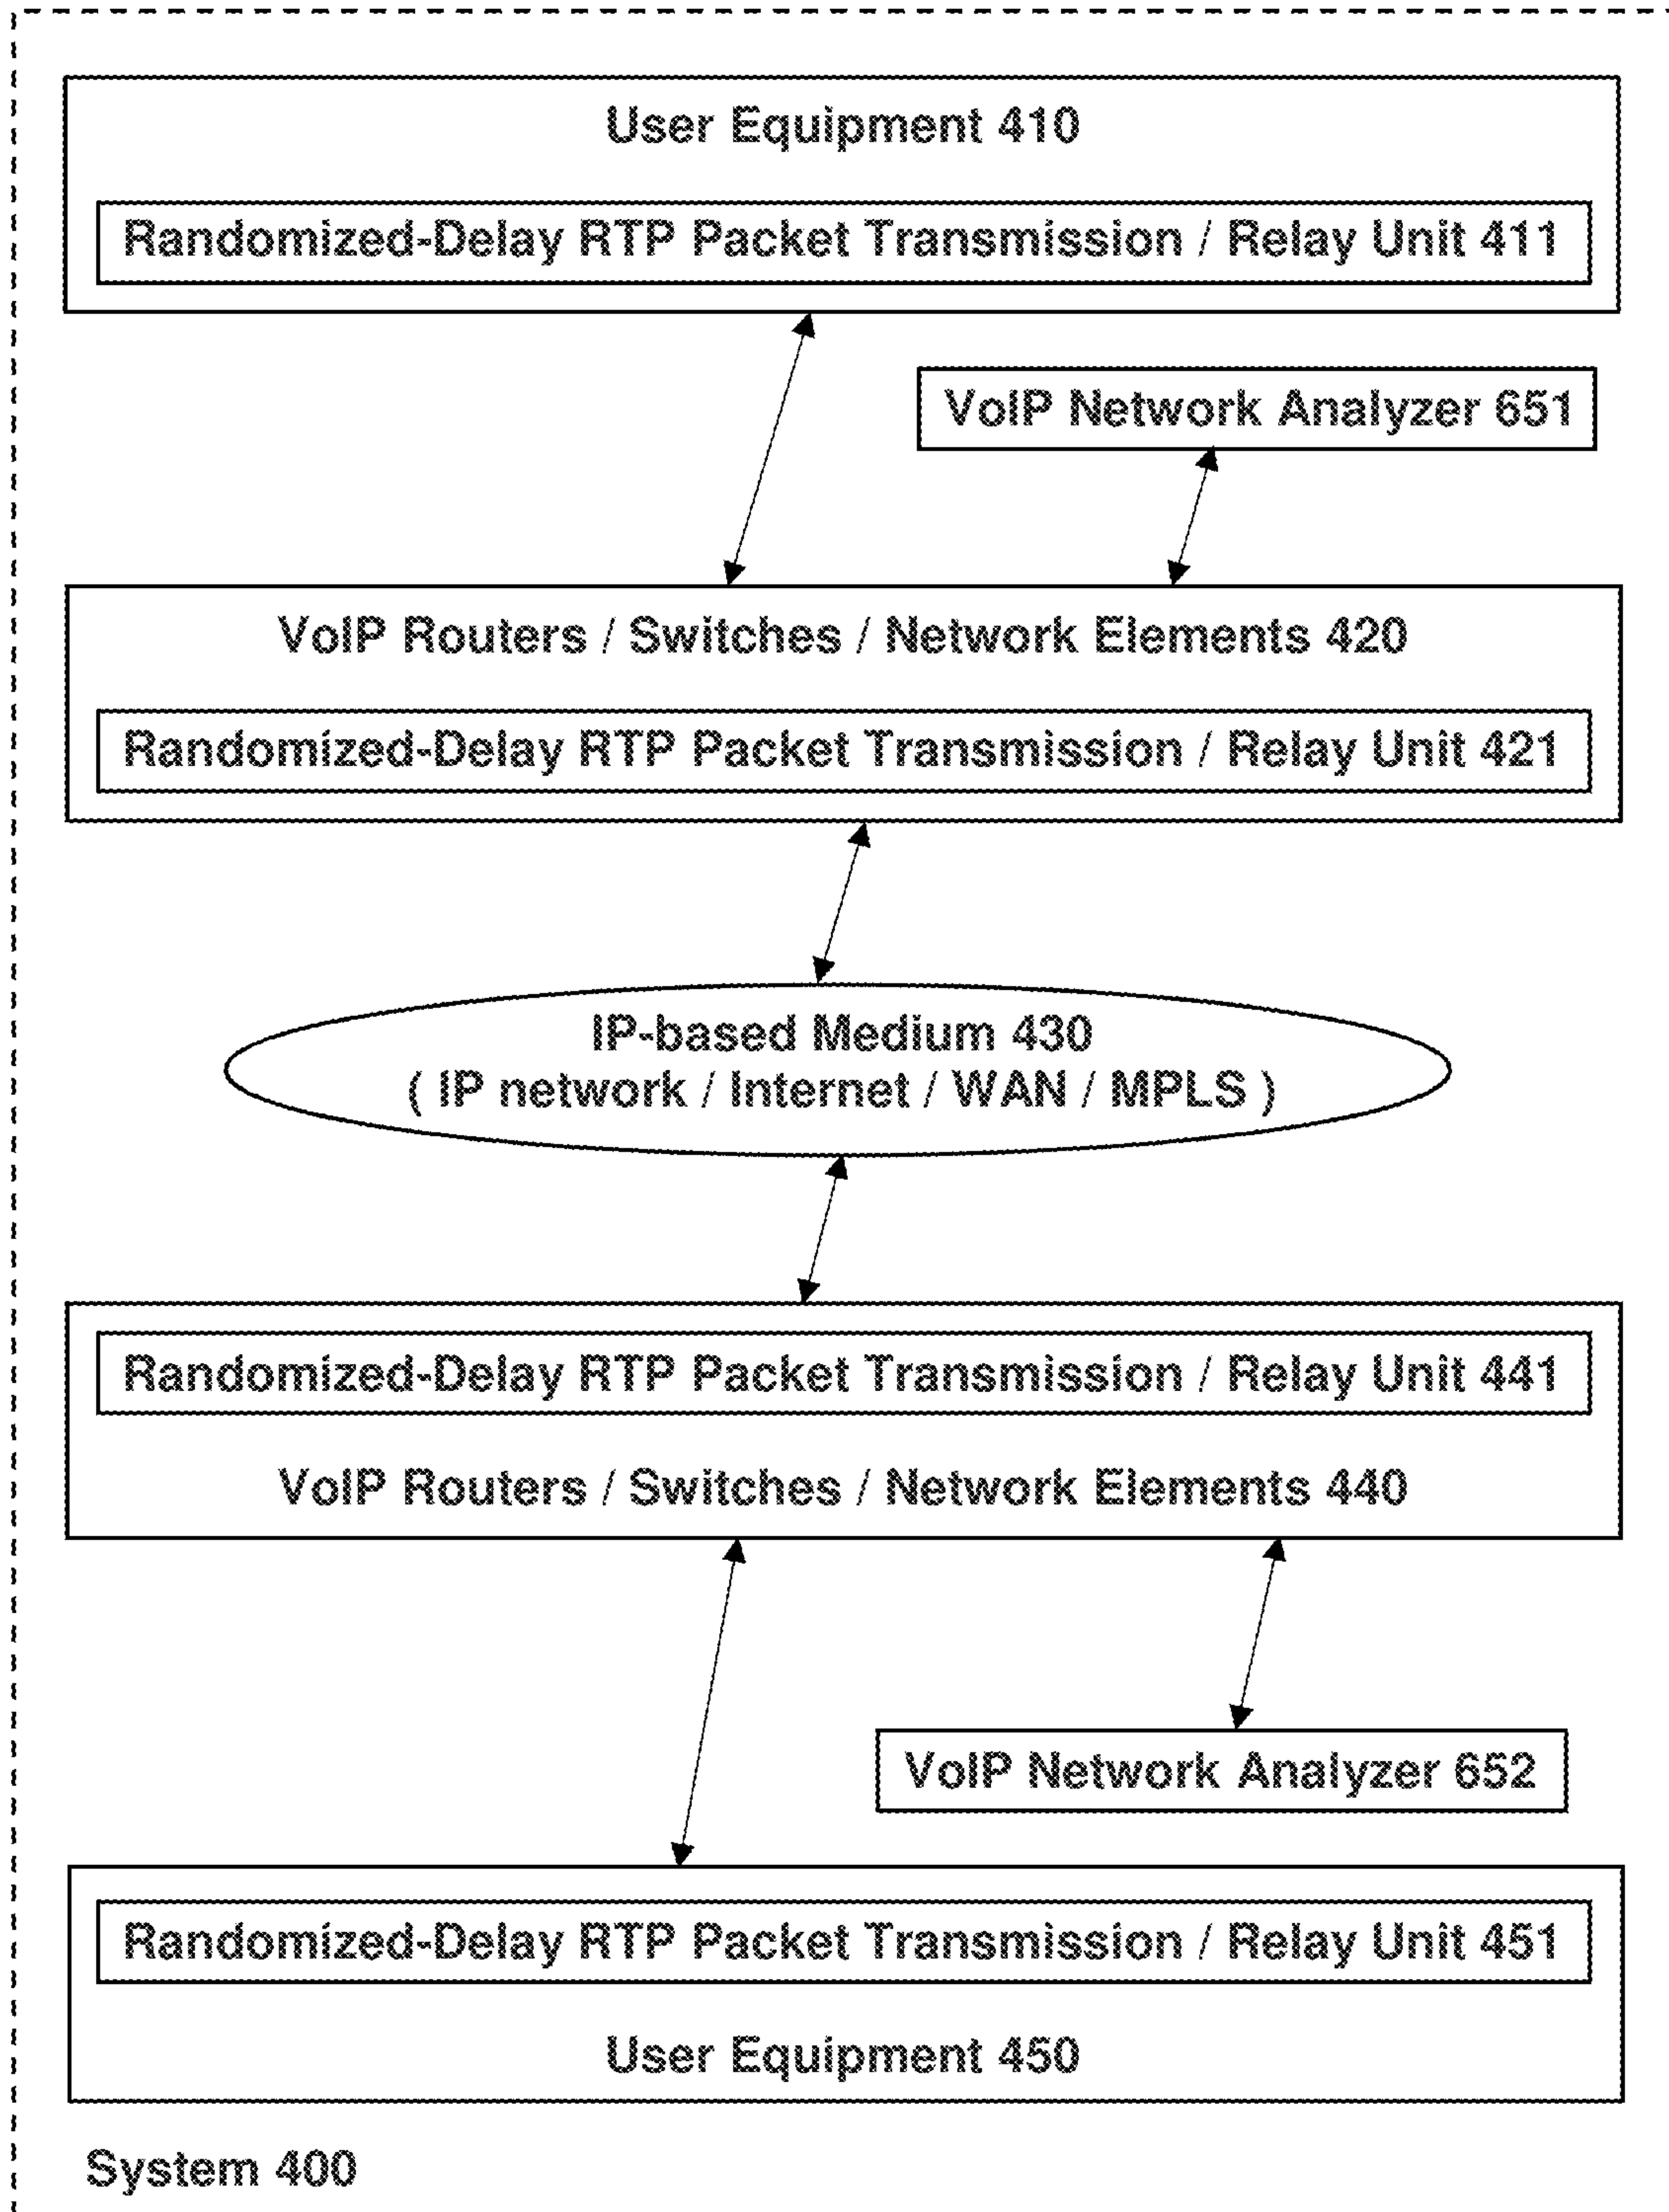 User Equipment 410
Randomized-Delay RTP Packet Transmission / Relay Unit 411
VoIP Network Analyzer 651
VoIP Routers / Switches / Network Elements 420
Randomized-Delay RTP Packet Transmission / Relay Unit 421
IP-based Medium 430
( IP network / Internet / WAN / MPLS )
Randomized-Delay RTP Packet Transmission / Relay Unit 441
VoIP Routers / Switches / Network Elements 440
VoIP Network Analyzer 652
Randomized-Delay RTP Packet Transmission / Relay Unit 451
User Equipment 450
System 400